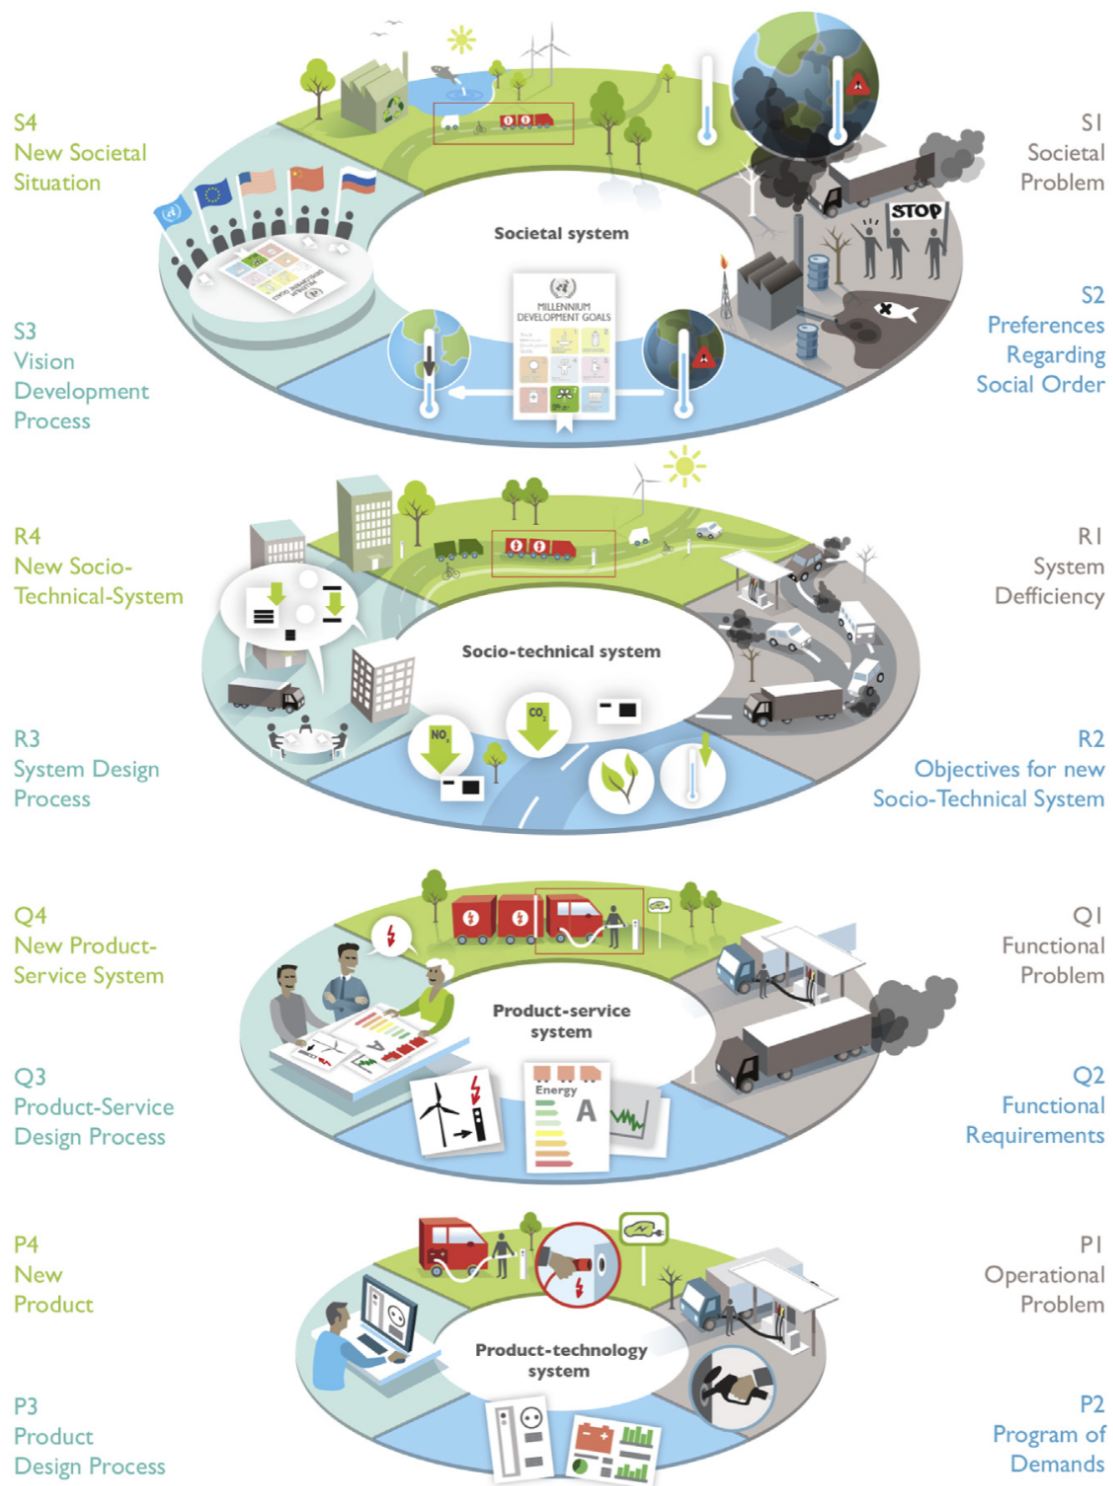 S4
New Societal
Situation
S1
Societal
Problem
STOP
Societal system
S3
Vision
Development
Process
MILLENNIUM
DEVELOPMENT GOALS
S2
Preferences
Regarding
Social Order
R4
New Socio-
Technical-System
R1
System
Defficiency
Socio-technical system
R3
System Design
Process
NOx
CO2
R2
Objectives for new
Socio-Technical System
Q4
New Product-
Service System
Q1
Functional
Problem
Product-service
system
A
Q3
Product-Service
Design Process
Energy
A
Q2
Functional
Requirements
P4
New
Product
P1
Operational
Problem
Product-technology
system
P3
Product
Design Process
P2
Program of
Demands